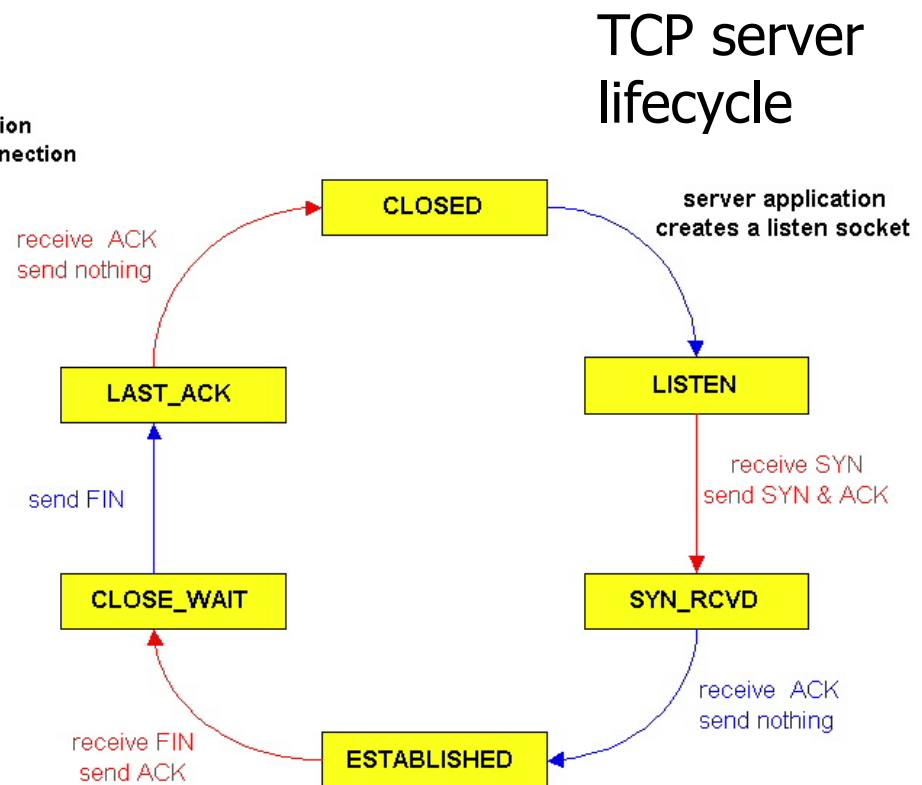 TCP server
lifecycle
ion
nection
CLOSED
server application
creates a listen socket
receive ACK
send nothing
LAST_ACK
LISTEN
receive SYN
send SYN & ACK
send FIN
CLOSE_WAIT
SYN_RCVD
receive ACK
send nothing
receive FIN
send ACK
ESTABLISHED